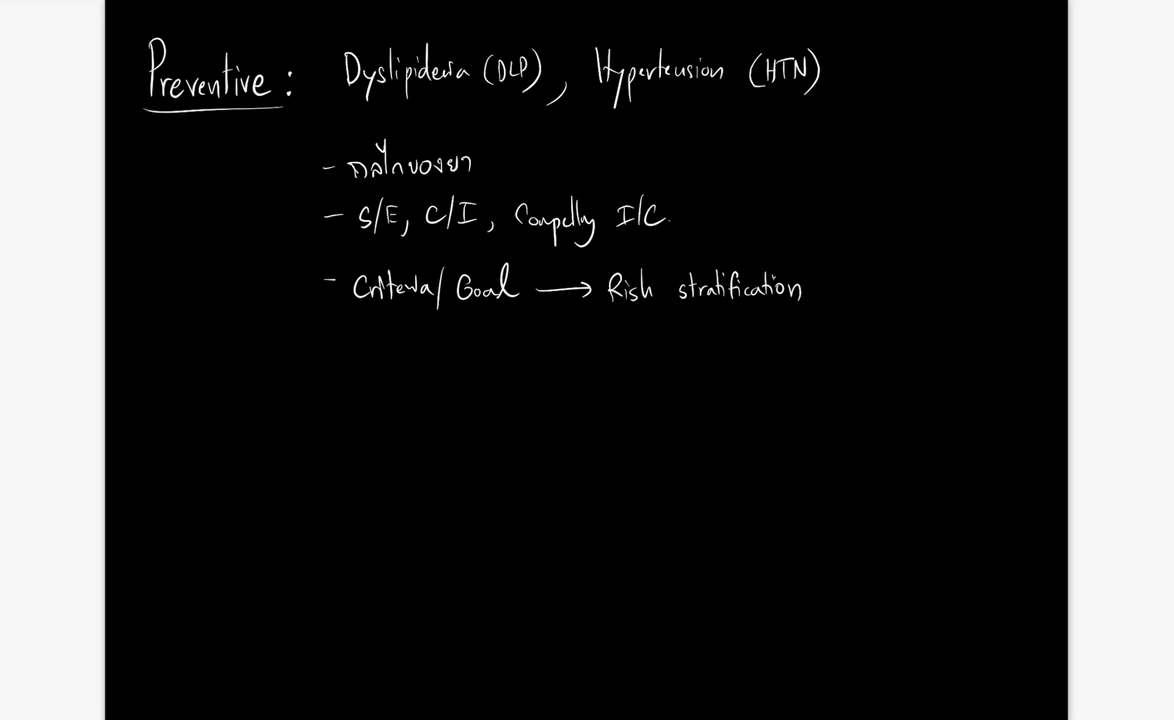 Preventive : Dyslipidemia (DLP) , Hypertension (HTN)
- กลไกของยา
- S/E, C/I, Compelling I/C
- Criteria/ Goal → Risk stratification